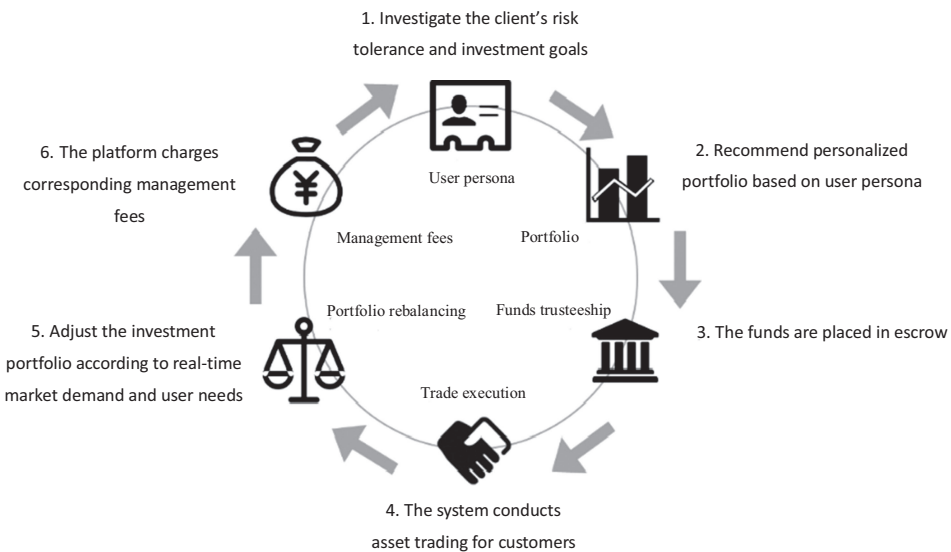 1. Investigate the client’s risk
tolerance and investment goals
User persona
2. Recommend personalized
portfolio based on user persona
Portfolio
3. The funds are placed in escrow
Funds trusteeship
Trade execution
4. The system conducts
asset trading for customers
5. Adjust the investment
portfolio according to real-time
market demand and user needs
Portfolio rebalancing
6. The platform charges
corresponding management
fees
¥
Management fees